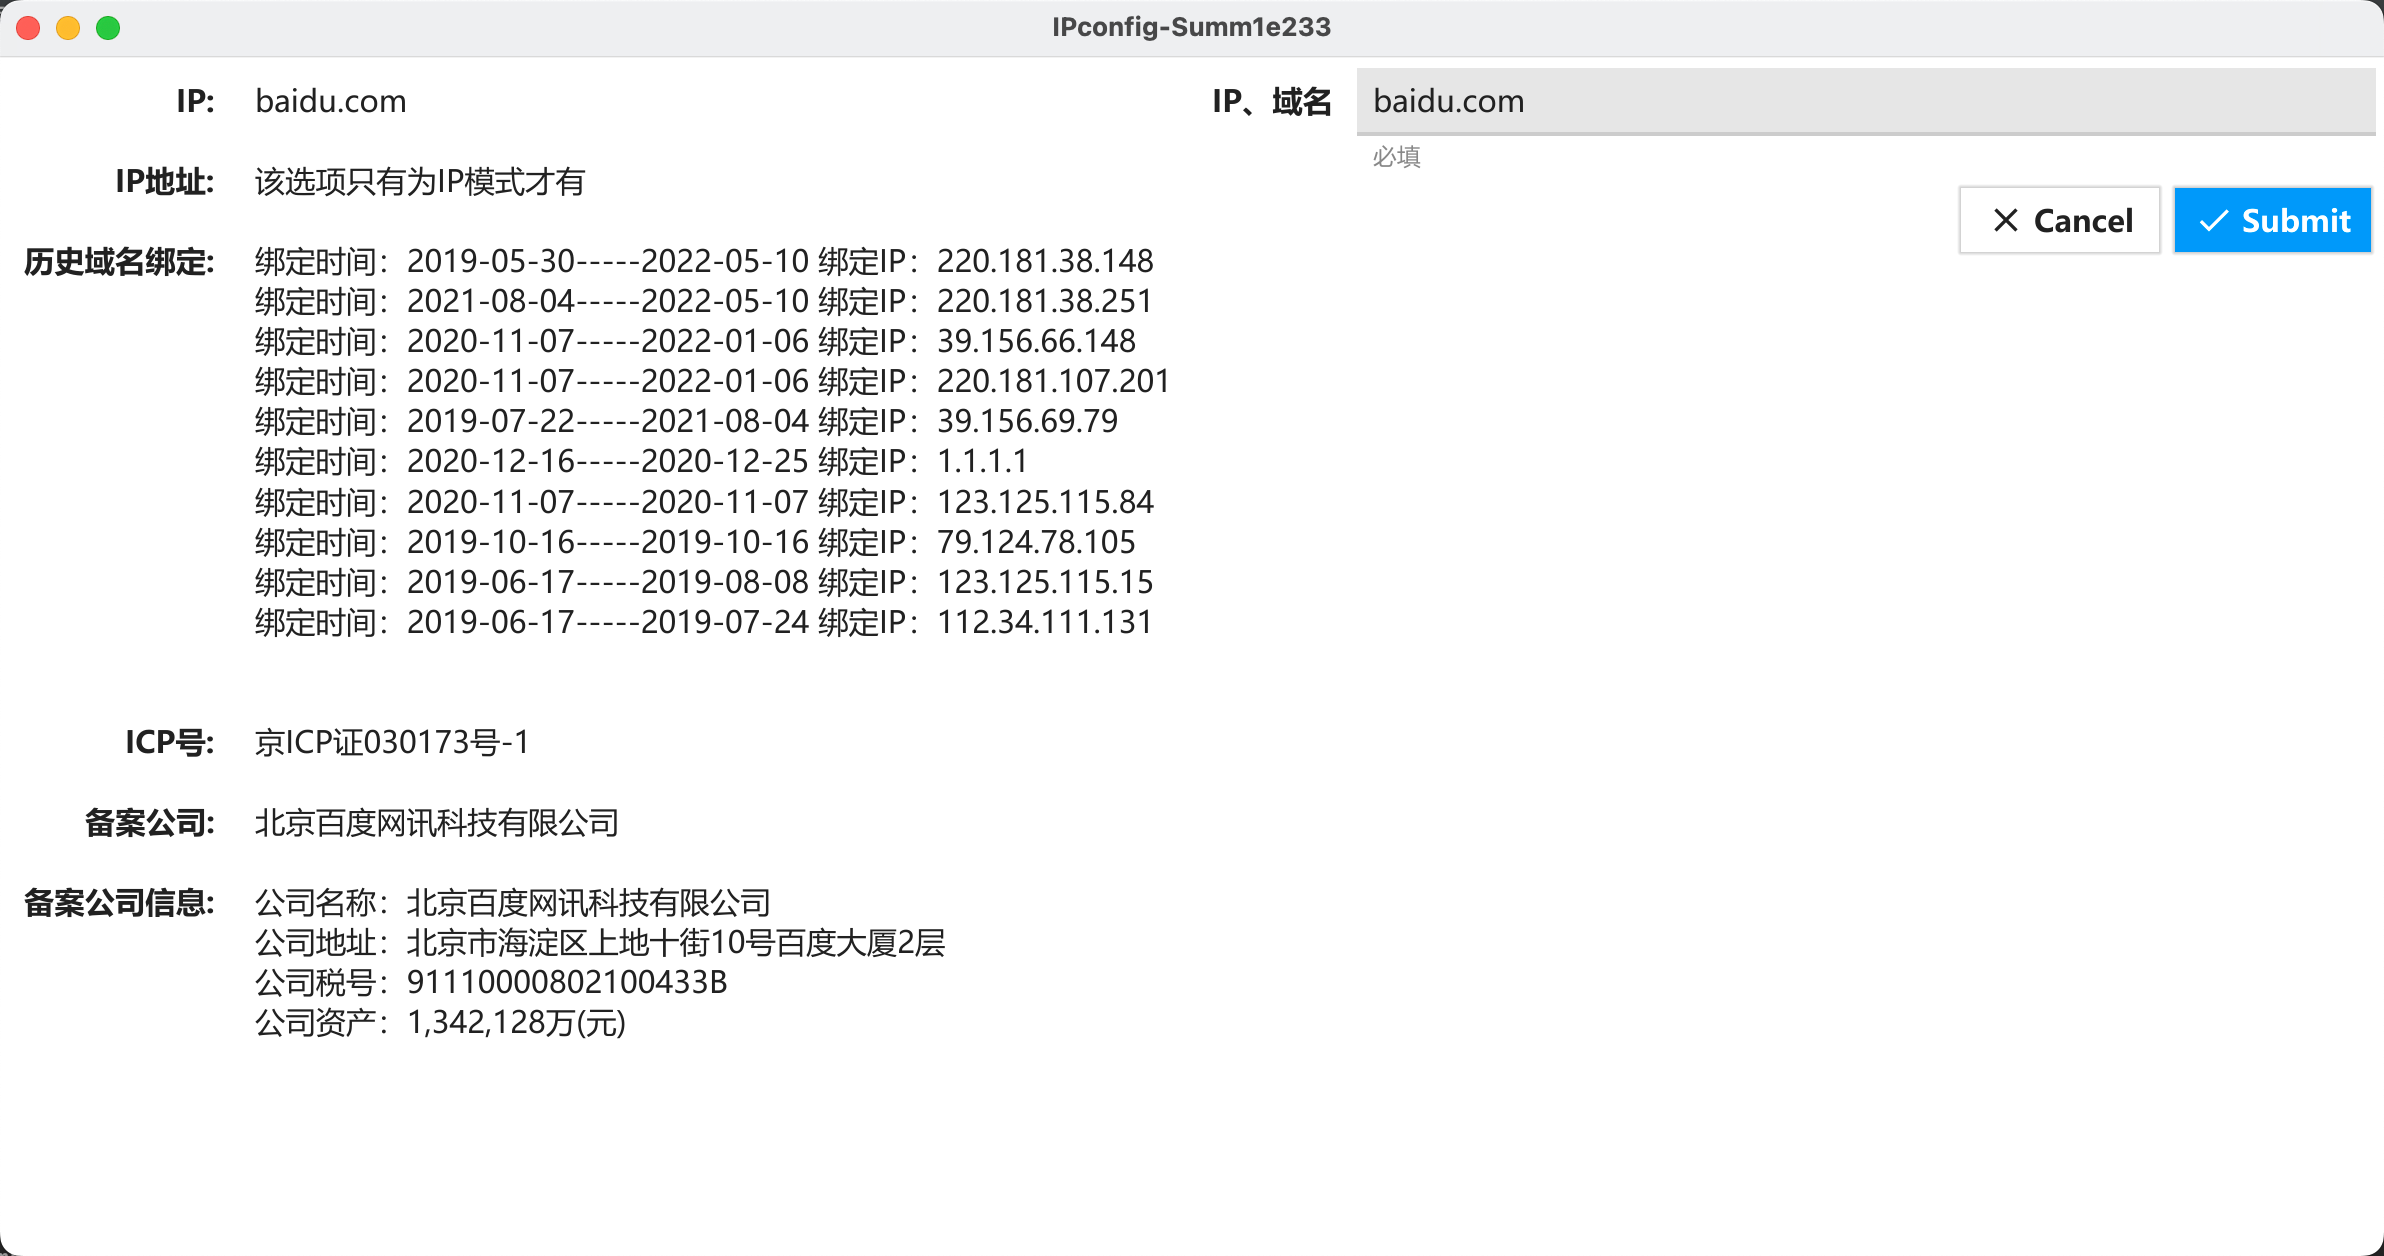 IPconfig-Summ1e233
IP: baidu.com
IP地址: 该选项只有为IP模式才有
历史域名绑定: 绑定时间：2019-05-30-----2022-05-10 绑定IP：220.181.38.148
绑定时间：2021-08-04-----2022-05-10 绑定IP：220.181.38.251
绑定时间：2020-11-07-----2022-01-06 绑定IP：39.156.66.148
绑定时间：2020-11-07-----2022-01-06 绑定IP：220.181.107.201
绑定时间：2019-07-22-----2021-08-04 绑定IP：39.156.69.79
绑定时间：2020-12-16-----2020-12-25 绑定IP：1.1.1.1
绑定时间：2020-11-07-----2020-11-07 绑定IP：123.125.115.84
绑定时间：2019-10-16-----2019-10-16 绑定IP：79.124.78.105
绑定时间：2019-06-17-----2019-08-08 绑定IP：123.125.115.15
绑定时间：2019-06-17-----2019-07-24 绑定IP：112.34.111.131
ICP号: 京ICP证030173号-1
备案公司: 北京百度网讯科技有限公司
备案公司信息: 公司名称：北京百度网讯科技有限公司
公司地址：北京市海淀区上地十街10号百度大厦2层
公司税号：91110000802100433B
公司资产：1,342,128万(元)
IP、域名 baidu.com
必填
Cancel Submit